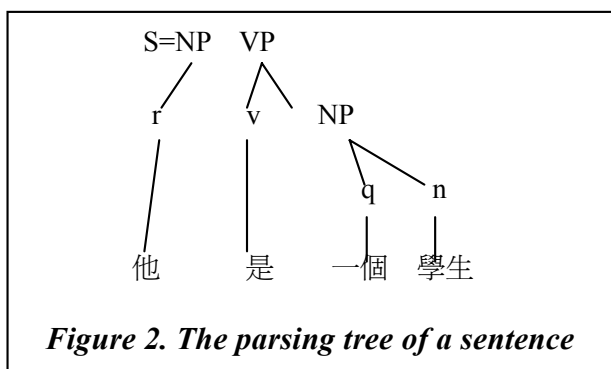 S=NP VP
r v NP
q n
他 是 一個 學生
Figure 2. The parsing tree of a sentence